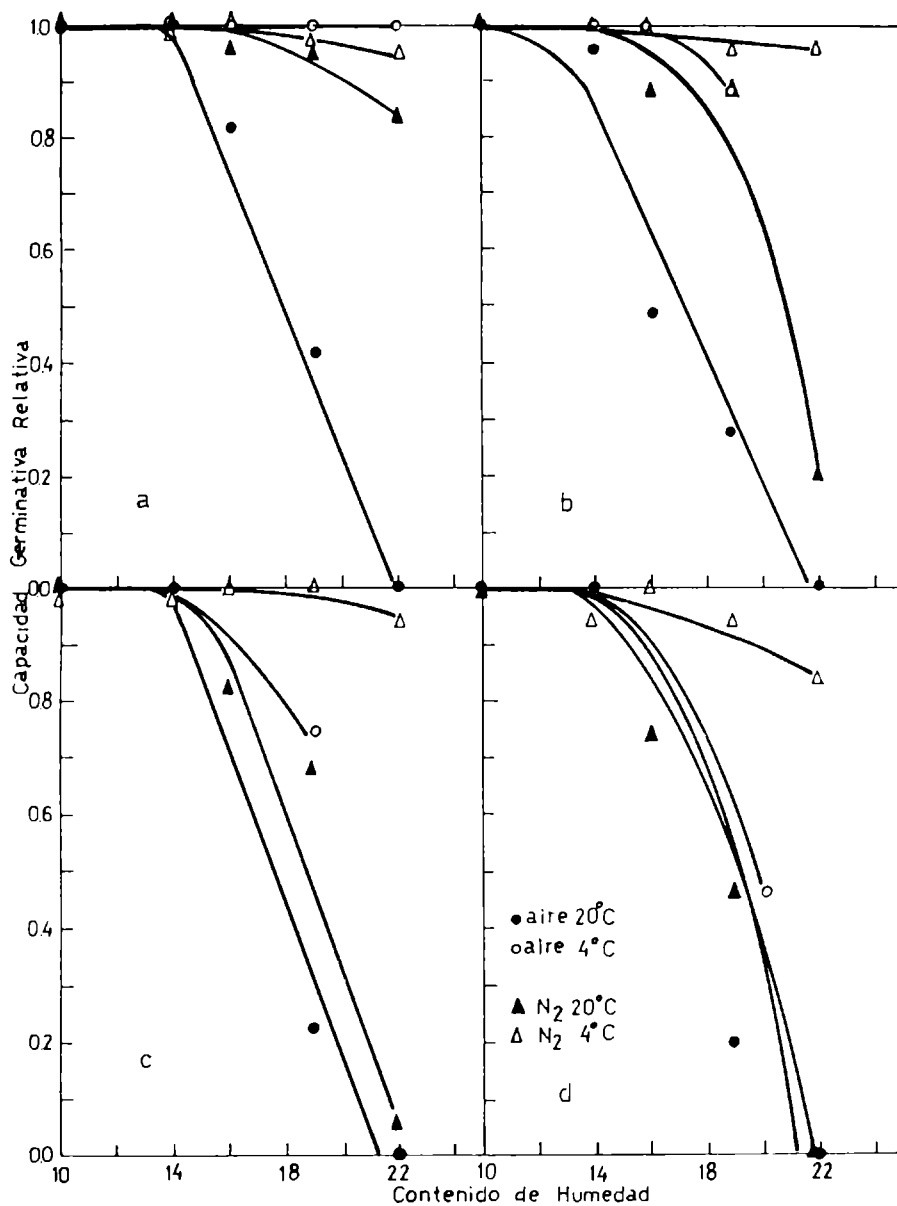 1.0
0.8
0.6
0.4
0.2
0.0
0.8
0.6
0.4
0.2
0.0
Capacidad Germinativa Relativa
a
b
c
d
● aire 20°C
○ aire 4°C
▲ N₂ 20°C
△ N₂ 4°C
10 14 18 22 10 14 18 22
Contenido de Humedad